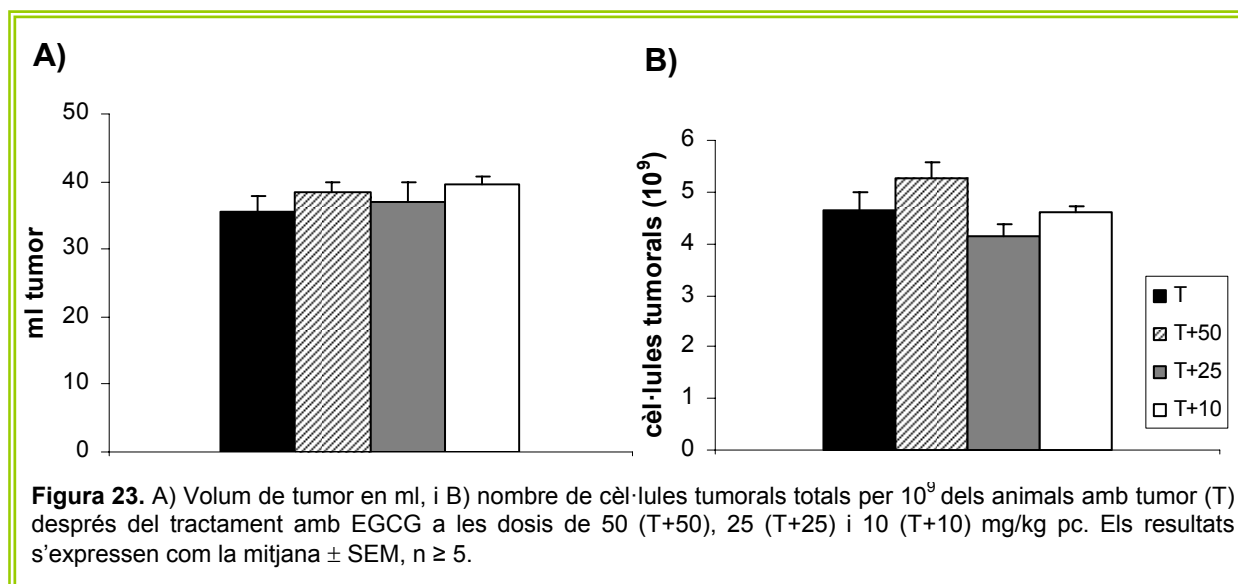 A)
B)
50
40
30
20
10
0
ml tumor
6
5
4
3
2
1
0
cèl·lules tumorals (10⁹)
T
T+50
T+25
T+10
Figura 23. A) Volum de tumor en ml, i B) nombre de cèl·lules tumorals totals per 10⁹ dels animals amb tumor (T)
després del tractament amb EGCG a les dosis de 50 (T+50), 25 (T+25) i 10 (T+10) mg/kg pc. Els resultats
s’expressen com la mitjana ± SEM, n ≥ 5.